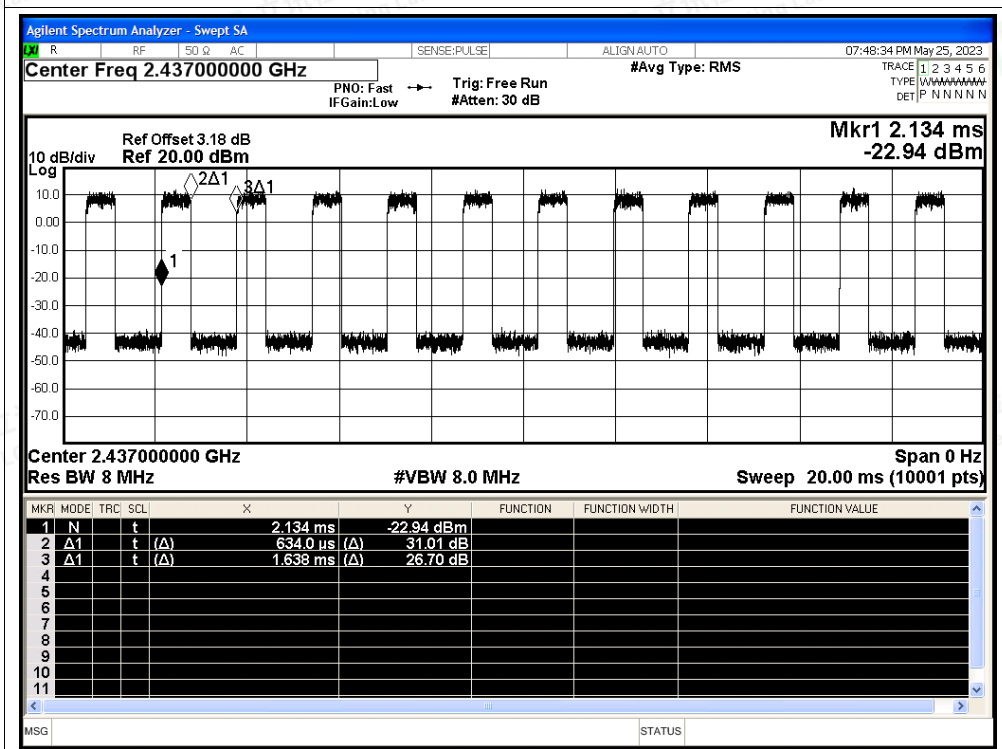 Agilent Spectrum Analyzer - Swept SA
LXI R RF 50 Ω AC SENSE:PULSE ALIGN AUTO 07:48:34 PM May 25, 2023
Center Freq 2.437000000 GHz #Avg Type: RMS TRACE 1 2 3 4 5 6
PNO: Fast Trig: Free Run TYPE
IFGain:Low #Atten: 30 dB DET P N N N N N
Mkr1 2.134 ms
Ref Offset 3.18 dB
10 dB/div Ref 20.00 dBm -22.94 dBm
Log
2Δ1 3Δ1
10.0
0.00
-10.0
1
-20.0
-30.0
-40.0
-50.0
-60.0
-70.0
Center 2.437000000 GHz Span 0 Hz
Res BW 8 MHz #VBW 8.0 MHz Sweep 20.00 ms (10001 pts)
MKR MODE TRC SCL X Y FUNCTION FUNCTION WIDTH FUNCTION VALUE
1 N t 2.134 ms -22.94 dBm
2 Δ1 t (Δ) 634.0 µs (Δ) 31.01 dB
3 Δ1 t (Δ) 1.638 ms (Δ) 26.70 dB
4
5
6
7
8
9
10
11
MSG STATUS